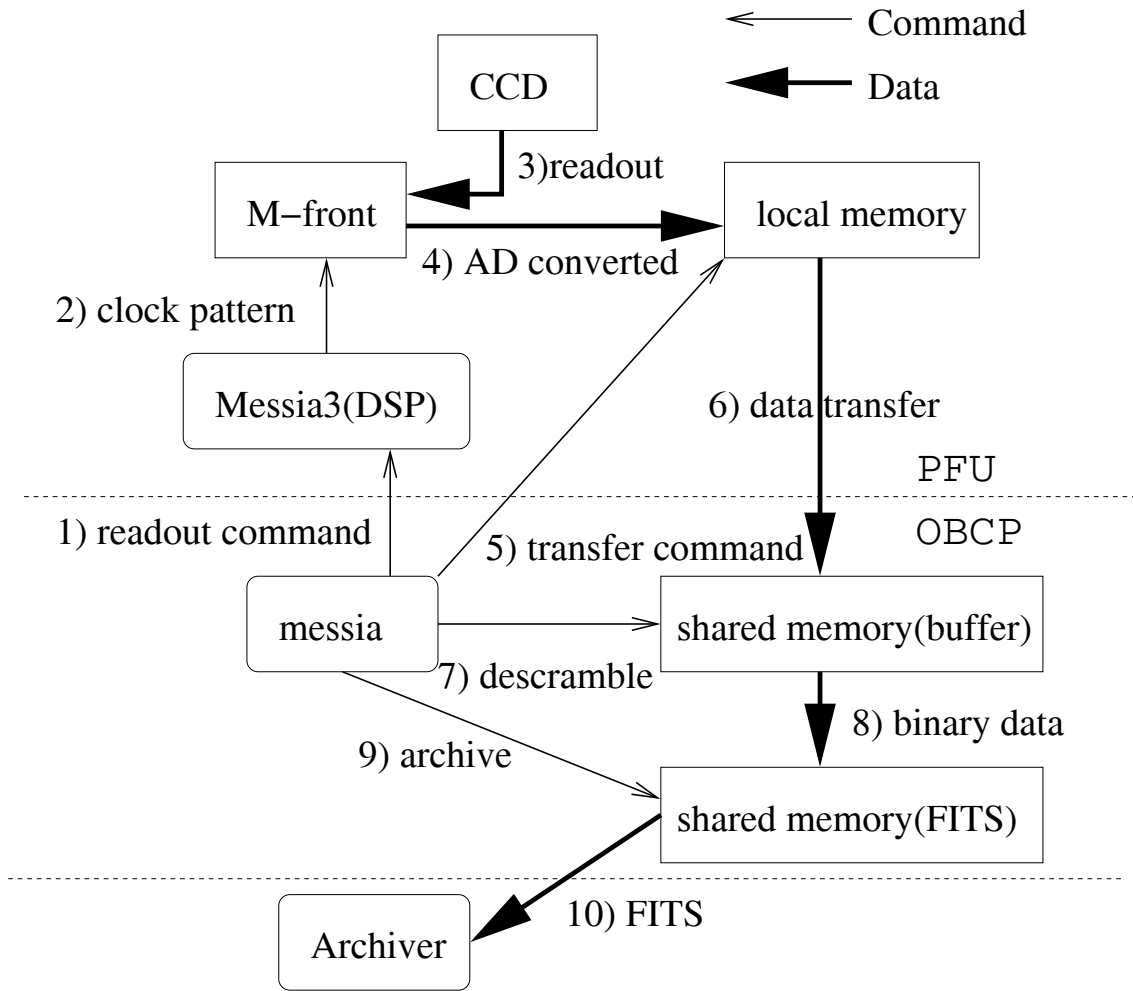 Command
CCD
Data
3)readout
M−front
local memory
4) AD converted
2) clock pattern
Messia3(DSP)
6) data transfer
PFU
1) readout command
OBCP
5) transfer command
messia
shared memory(buffer)
7) descramble
8) binary data
9) archive
shared memory(FITS)
10) FITS
Archiver